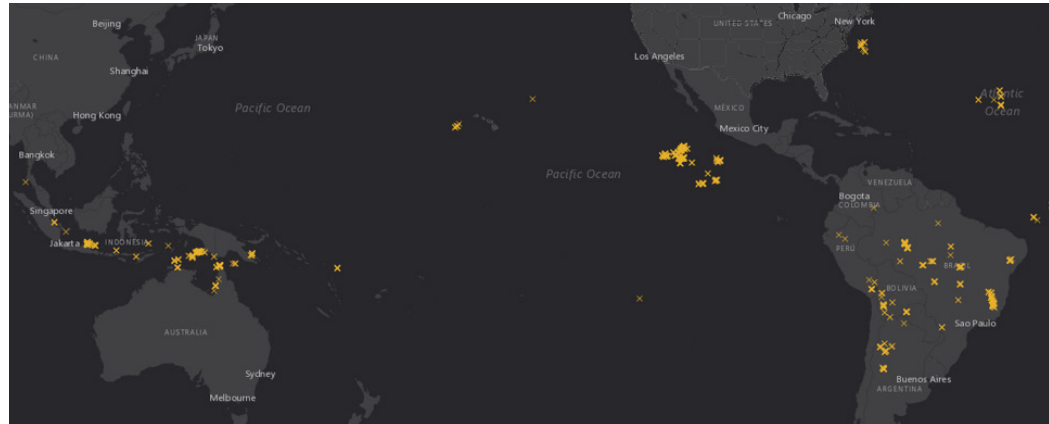 Beijing
JAPAN
Tokyo
CHINA
Shanghai
Pacific Ocean
ANMAR
URMA)
Hong Kong
Bangkok
Singapore
Jakarta
INDONESIA
AUSTRALIA
Sydney
Melbourne
UNITED STATES
Chicago
New York
Los Angeles
MÉXICO
Mexico City
Atlantic
Ocean
Pacific Ocean
VENEZUELA
Bogota
COLOMBIA
PERÚ
BRASIL
BOLIVIA
Sao Paulo
Buenos Aires
ARGENTINA